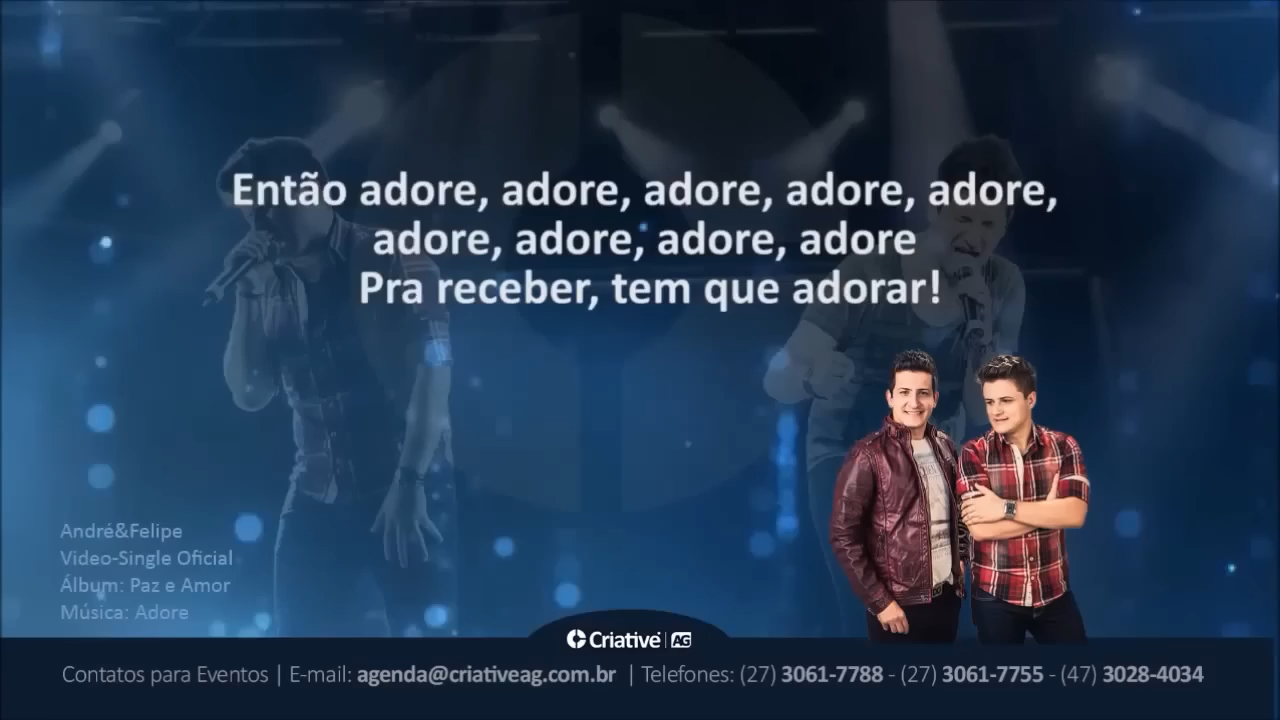 Então adore, adore, adore, adore, adore,
adore, adore, adore, adore
Pra receber, tem que adorar!
André&Felipe
Video-Single Oficial
Álbum: Paz e Amor
Música: Adore
Criative AG
Contatos para Eventos | E-mail: agenda@criativeag.com.br | Telefones: (27) 3061-7788 - (27) 3061-7755 - (47) 3028-4034